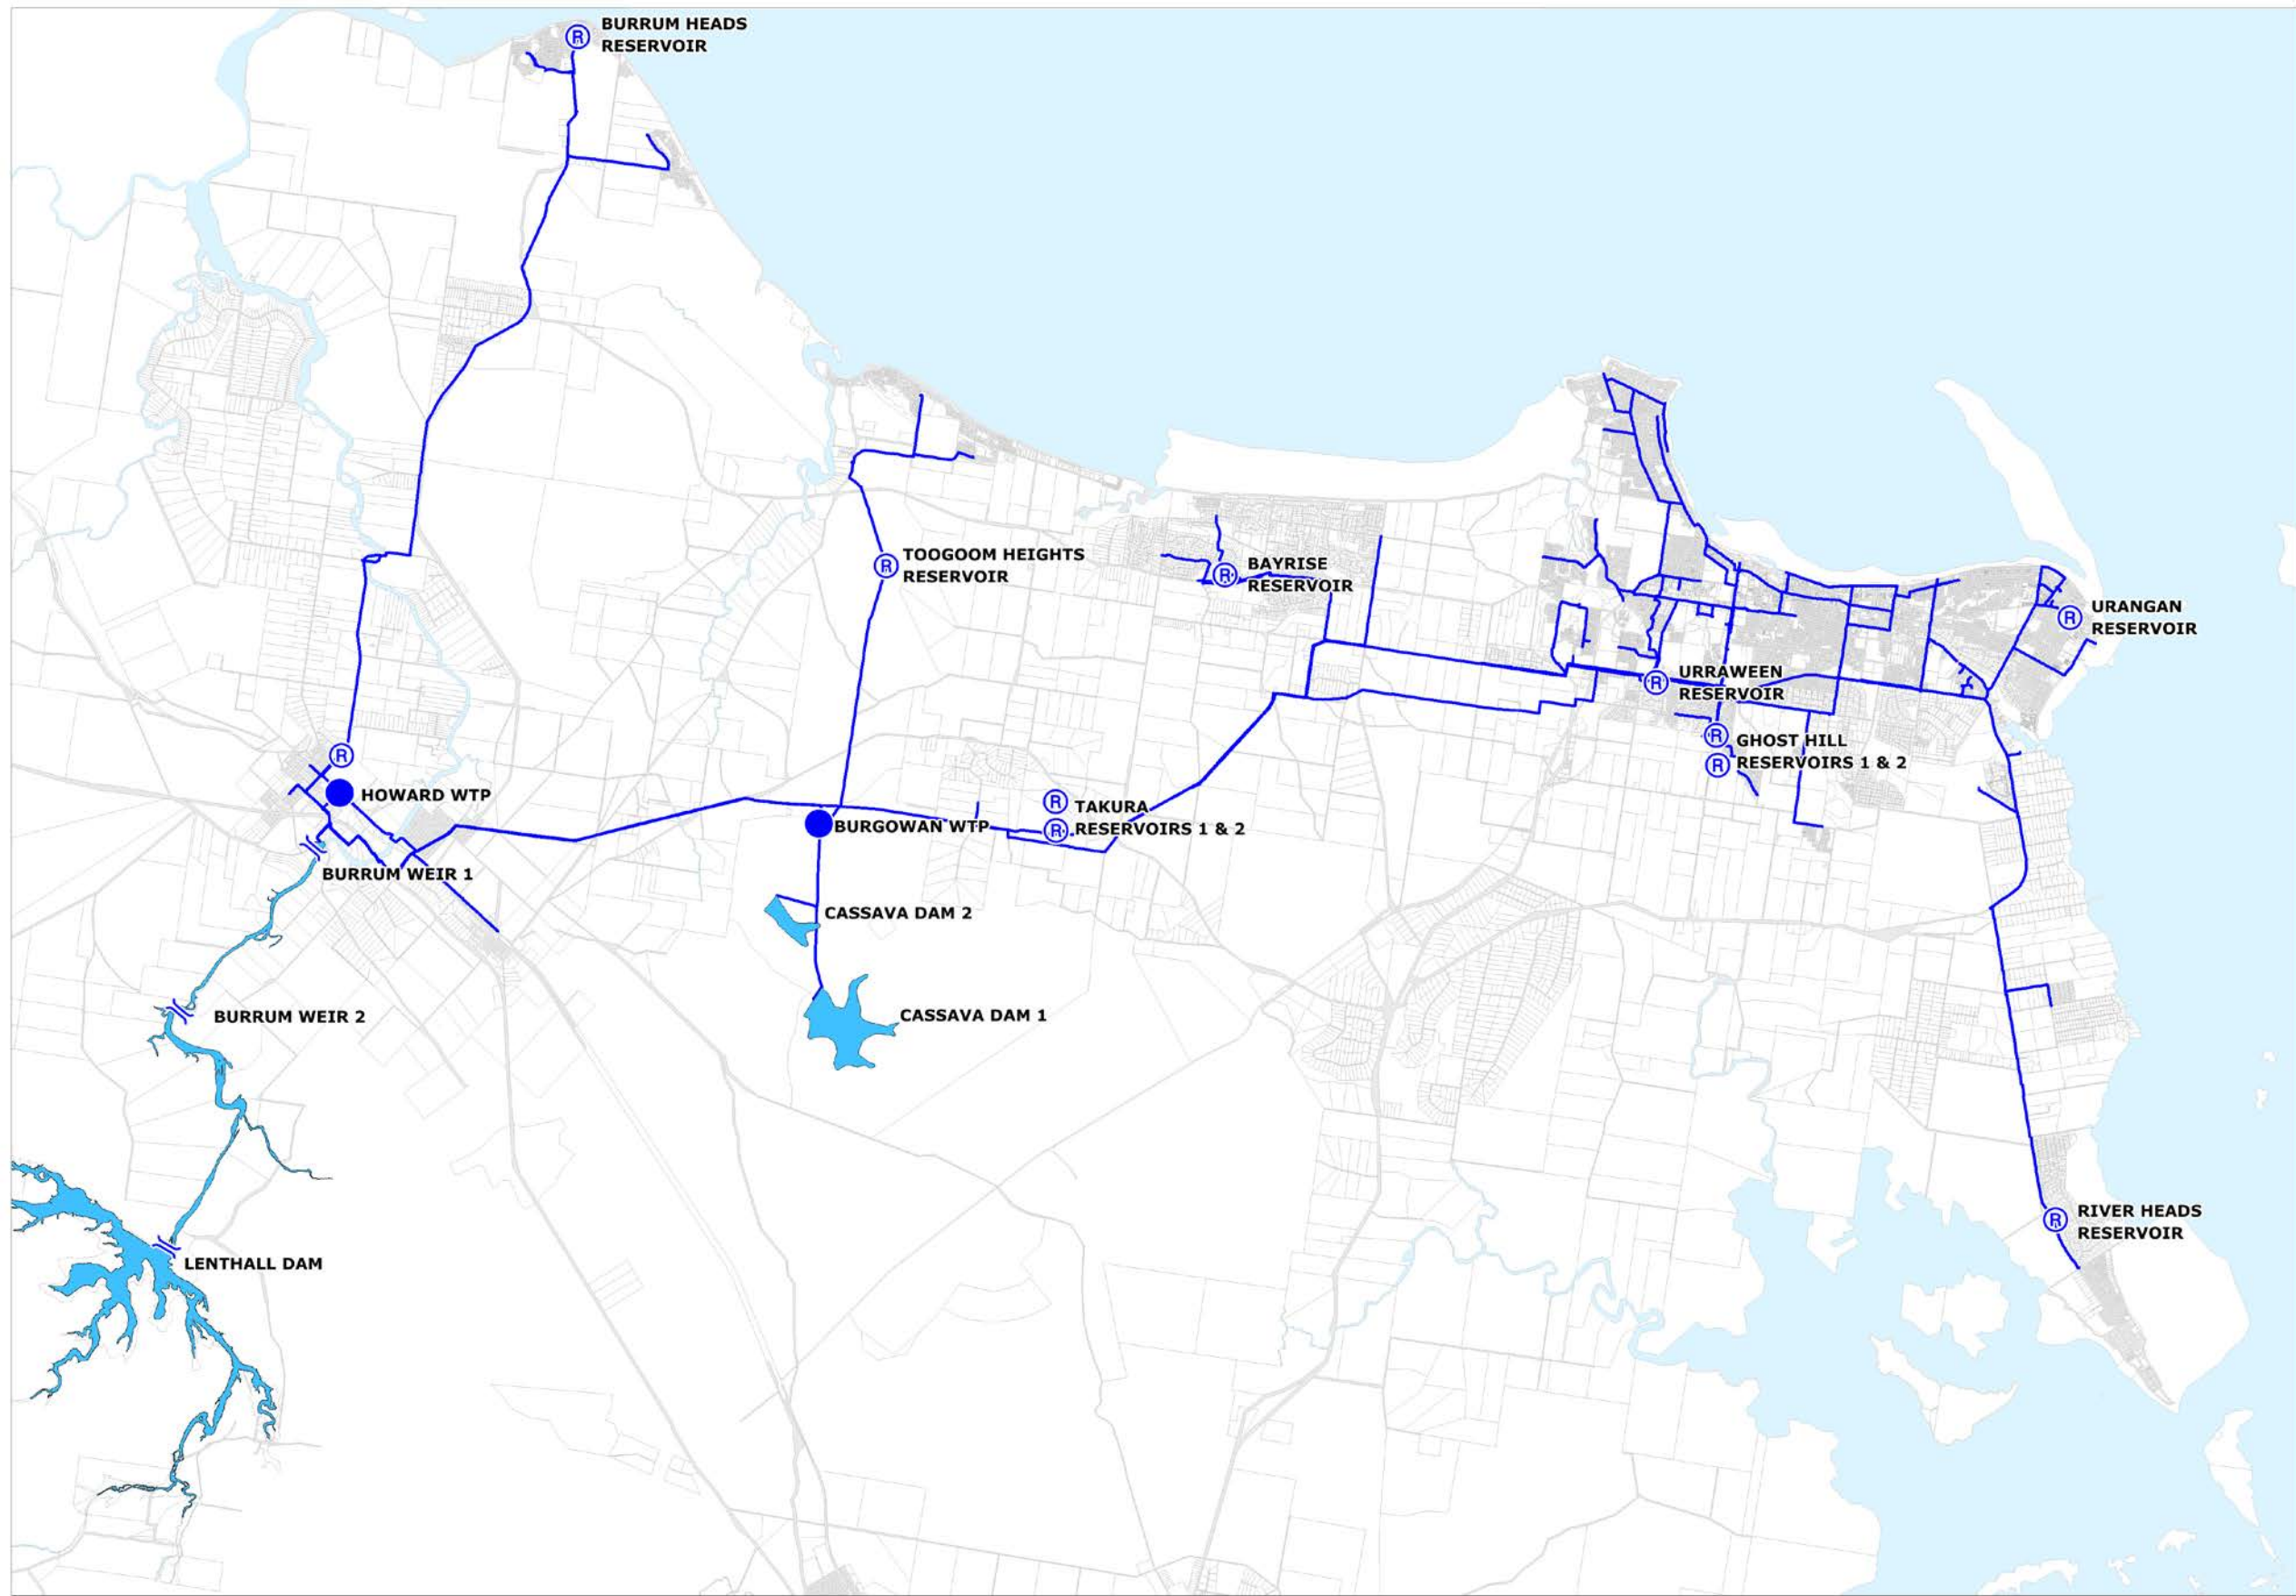 BURRUM HEADS
RESERVOIR
R
TOOGOOM HEIGHTS
RESERVOIR
R
BAYRISE
RESERVOIR
R
URANGAN
RESERVOIR
R
URRAWEEN
RESERVOIR
R
GHOST HILL
RESERVOIRS 1 & 2
R
R
R
HOWARD WTP
TAKURA
RESERVOIRS 1 & 2
R
R
BURGOWAN WTP
BURRUM WEIR 1
CASSAVA DAM 2
CASSAVA DAM 1
BURRUM WEIR 2
RIVER HEADS
RESERVOIR
R
LENTHALL DAM